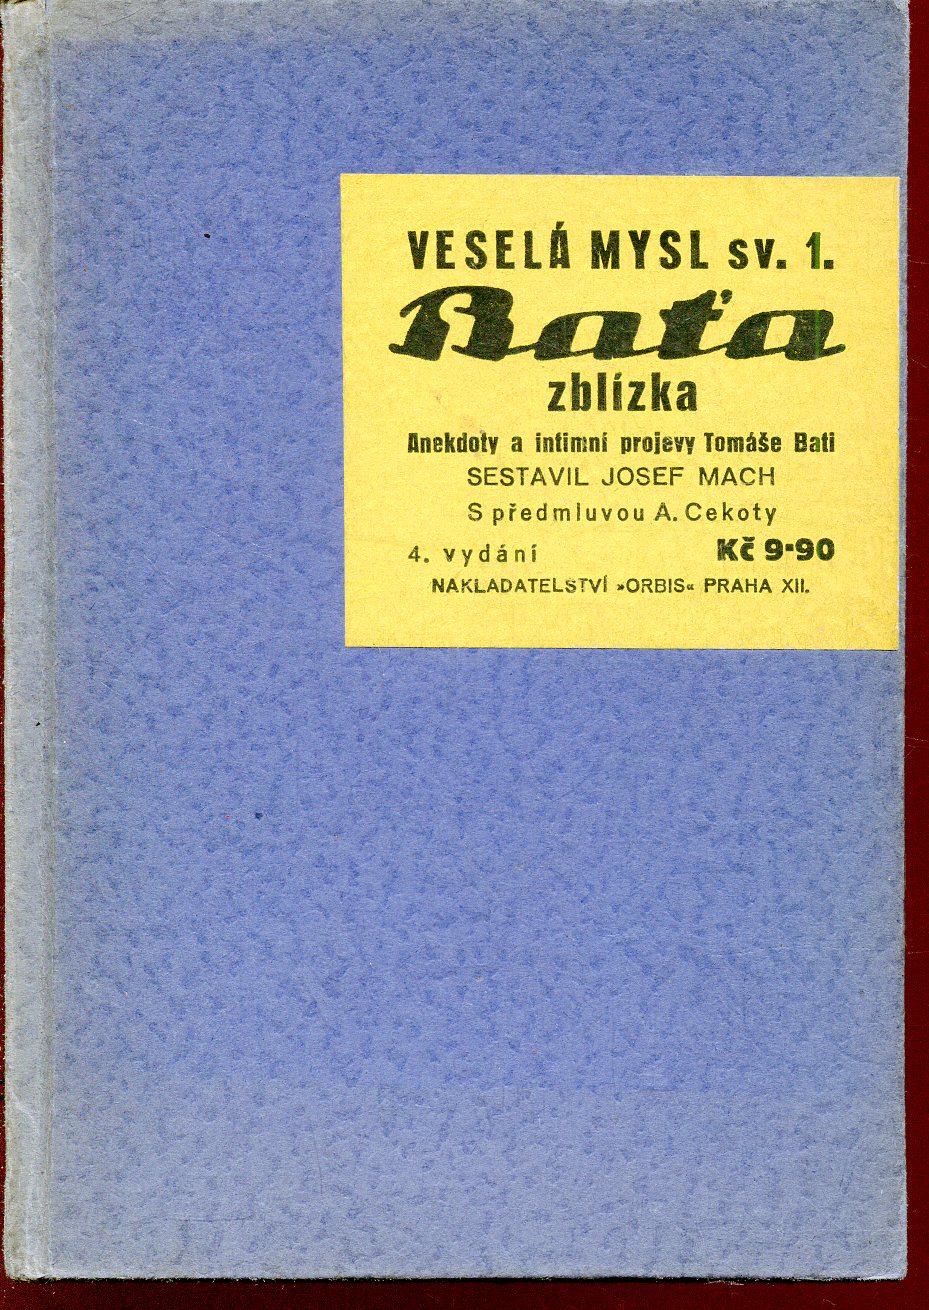 VESELÁ MYSL sv. 1.
Baťa
zblízka
Anekdoty a intimní projevy Tomáše Bati
SESTAVIL JOSEF MACH
S předmluvou A. Cekoty
4. vydání Kč 9·90
NAKLADATELSTVÍ »ORBIS« PRAHA XII.